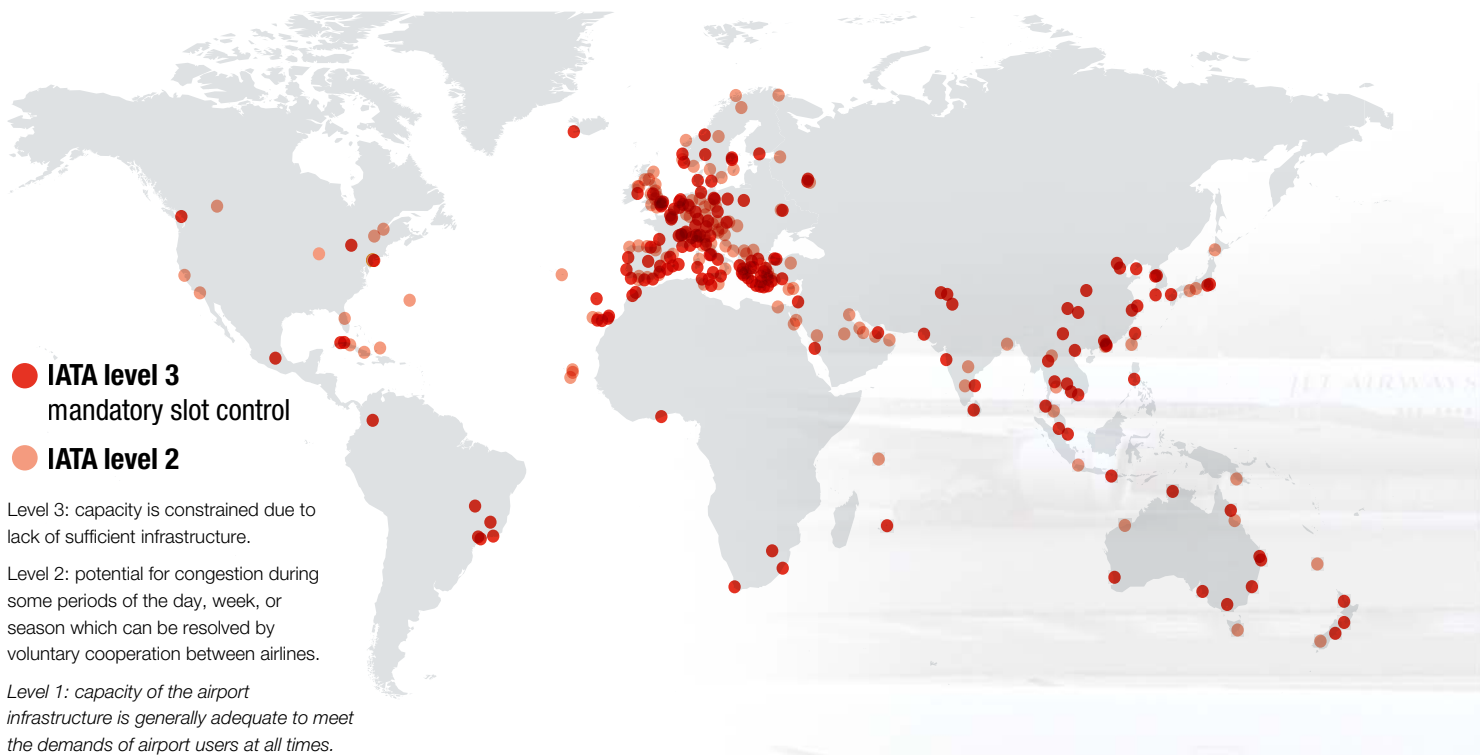 JET AIRWAYS
IATA level 3
mandatory slot control
IATA level 2
Level 3: capacity is constrained due to
lack of sufficient infrastructure.
Level 2: potential for congestion during
some periods of the day, week, or
season which can be resolved by
voluntary cooperation between airlines.
Level 1: capacity of the airport
infrastructure is generally adequate to meet
the demands of airport users at all times.